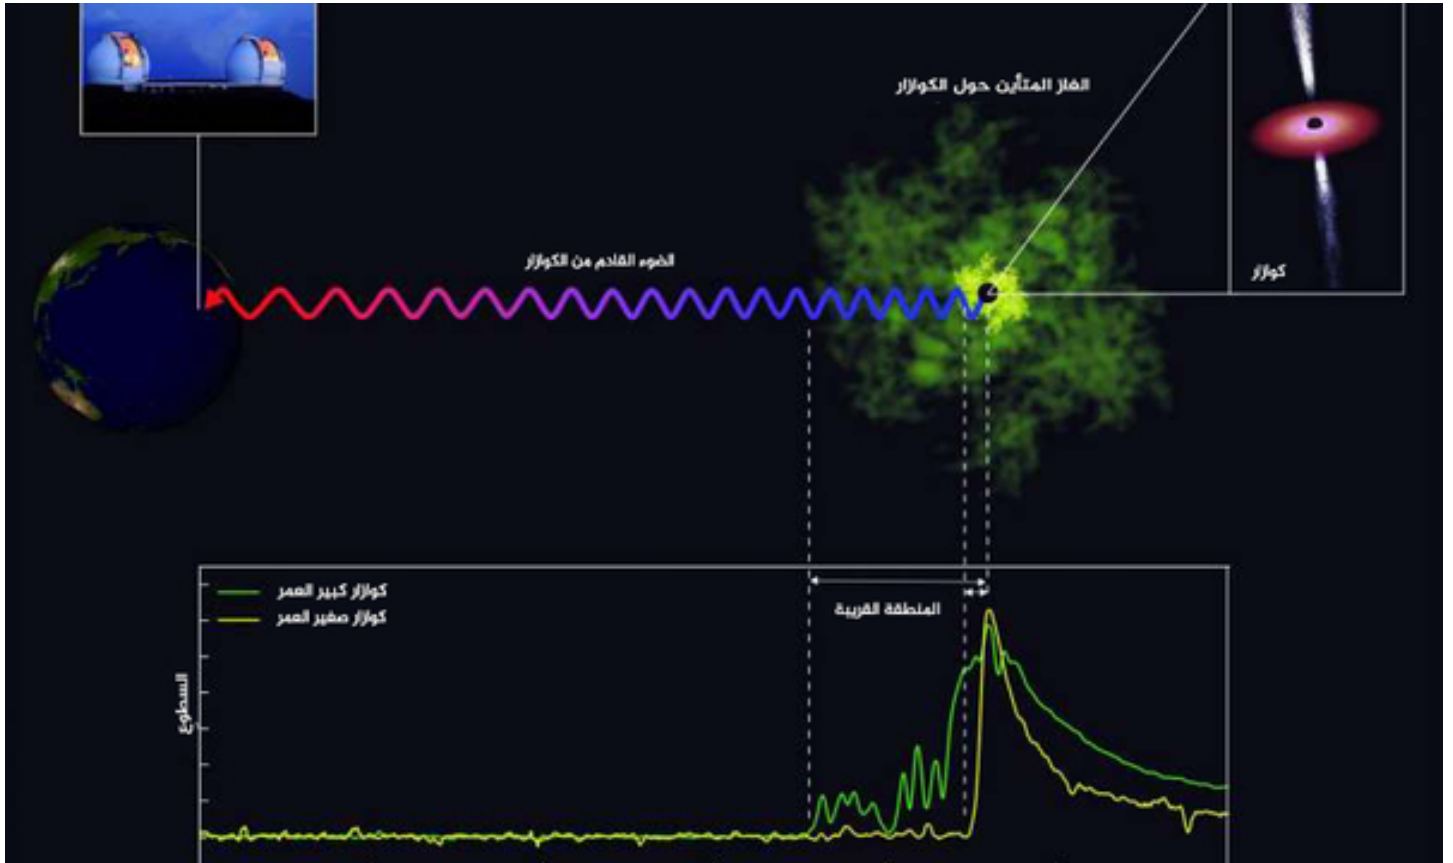 الغاز المتأين حول الكوازار
الضوء القادم من الكوازار
كوازار
كوازار كبير العمر
كوازار صغير العمر
المنطقة القريبة
السطوع